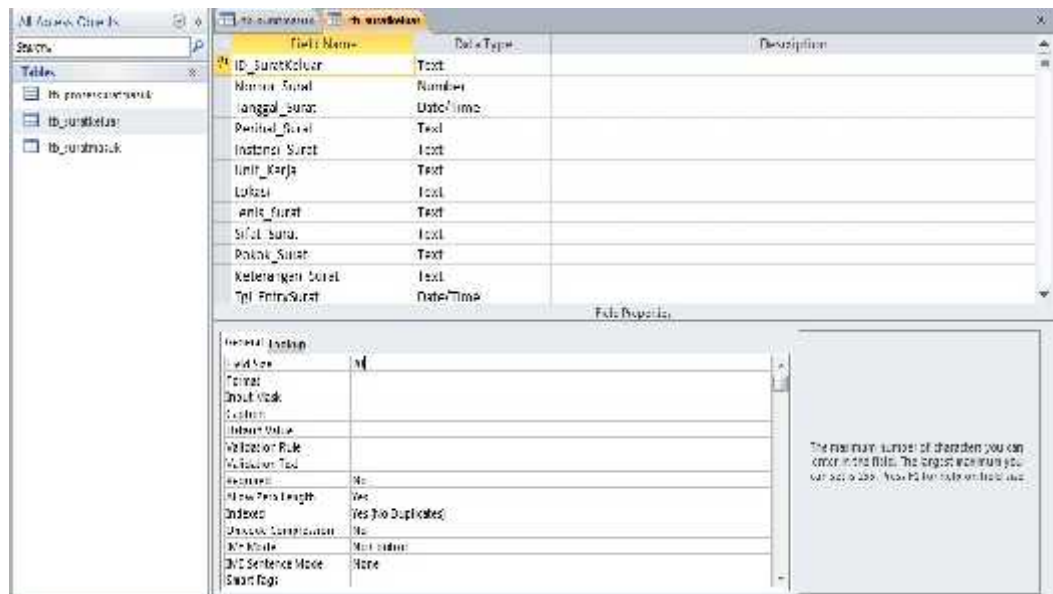 All Access Objects
tb_suratmasuk tb_suratkeluar
Search...
Tables
tb_prosessuratmasuk
tb_suratkeluar
tb_suratmasuk
Field Name Data Type Description
ID_SuratKeluar Text
Nomor_Surat Number
Tanggal_Surat Date/Time
Perihal_Surat Text
Instansi_Surat Text
Unit_Kerja Text
Lokasi Text
Jenis_Surat Text
Sifat_Surat Text
Pokok_Surat Text
Keterangan_Surat Text
Tgl_EntrySurat Date/Time
Field Properties
General Lookup
Field Size
Format
Input Mask
Caption
Default Value
Validation Rule
Validation Text
Required No
Allow Zero Length Yes
Indexed Yes (No Duplicates)
Unicode Compression No
IME Mode No Control
IME Sentence Mode None
Smart Tags
The maximum number of characters you can
enter in the field. The largest maximum you
can set is 255. Press F1 for help on field size.